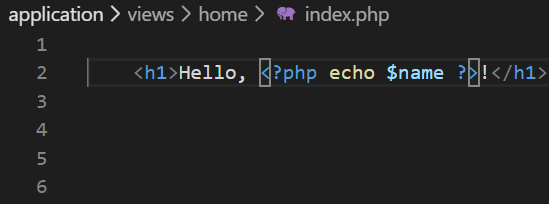 application > views > home > index.php
1
2 <h1>Hello, <?php echo $name ?>!</h1>
3
4
5
6